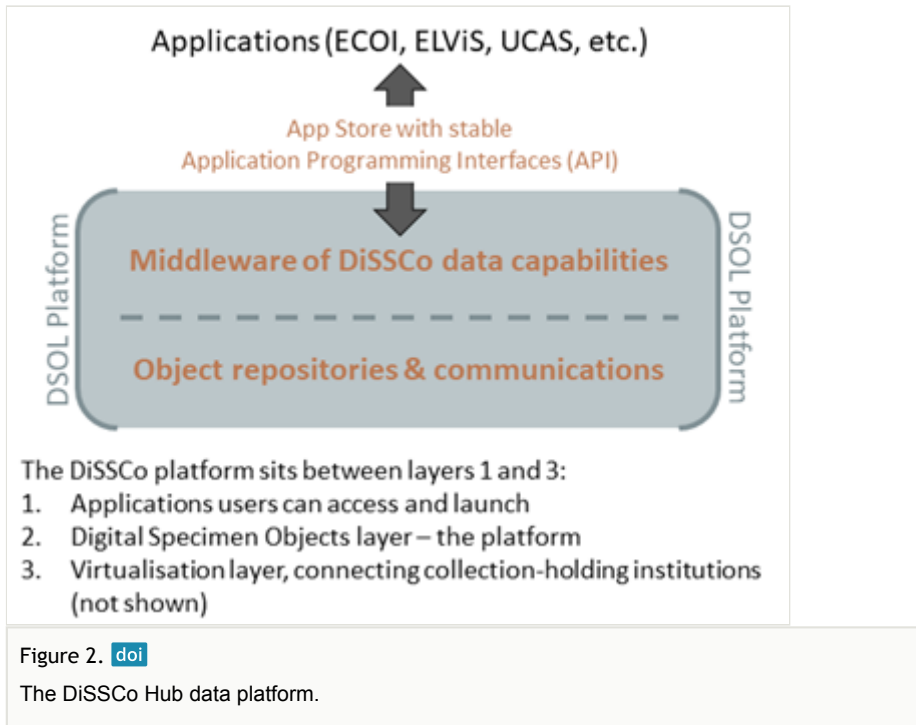 Applications (ECOI, ELViS, UCAS, etc.)
App Store with stable
Application Programming Interfaces (API)
DSOL Platform
Middleware of DiSSCo data capabilities
Object repositories & communications
DSOL Platform
The DiSSCo platform sits between layers 1 and 3:
1. Applications users can access and launch
2. Digital Specimen Objects layer – the platform
3. Virtualisation layer, connecting collection-holding institutions
(not shown)
Figure 2. doi
The DiSSCo Hub data platform.